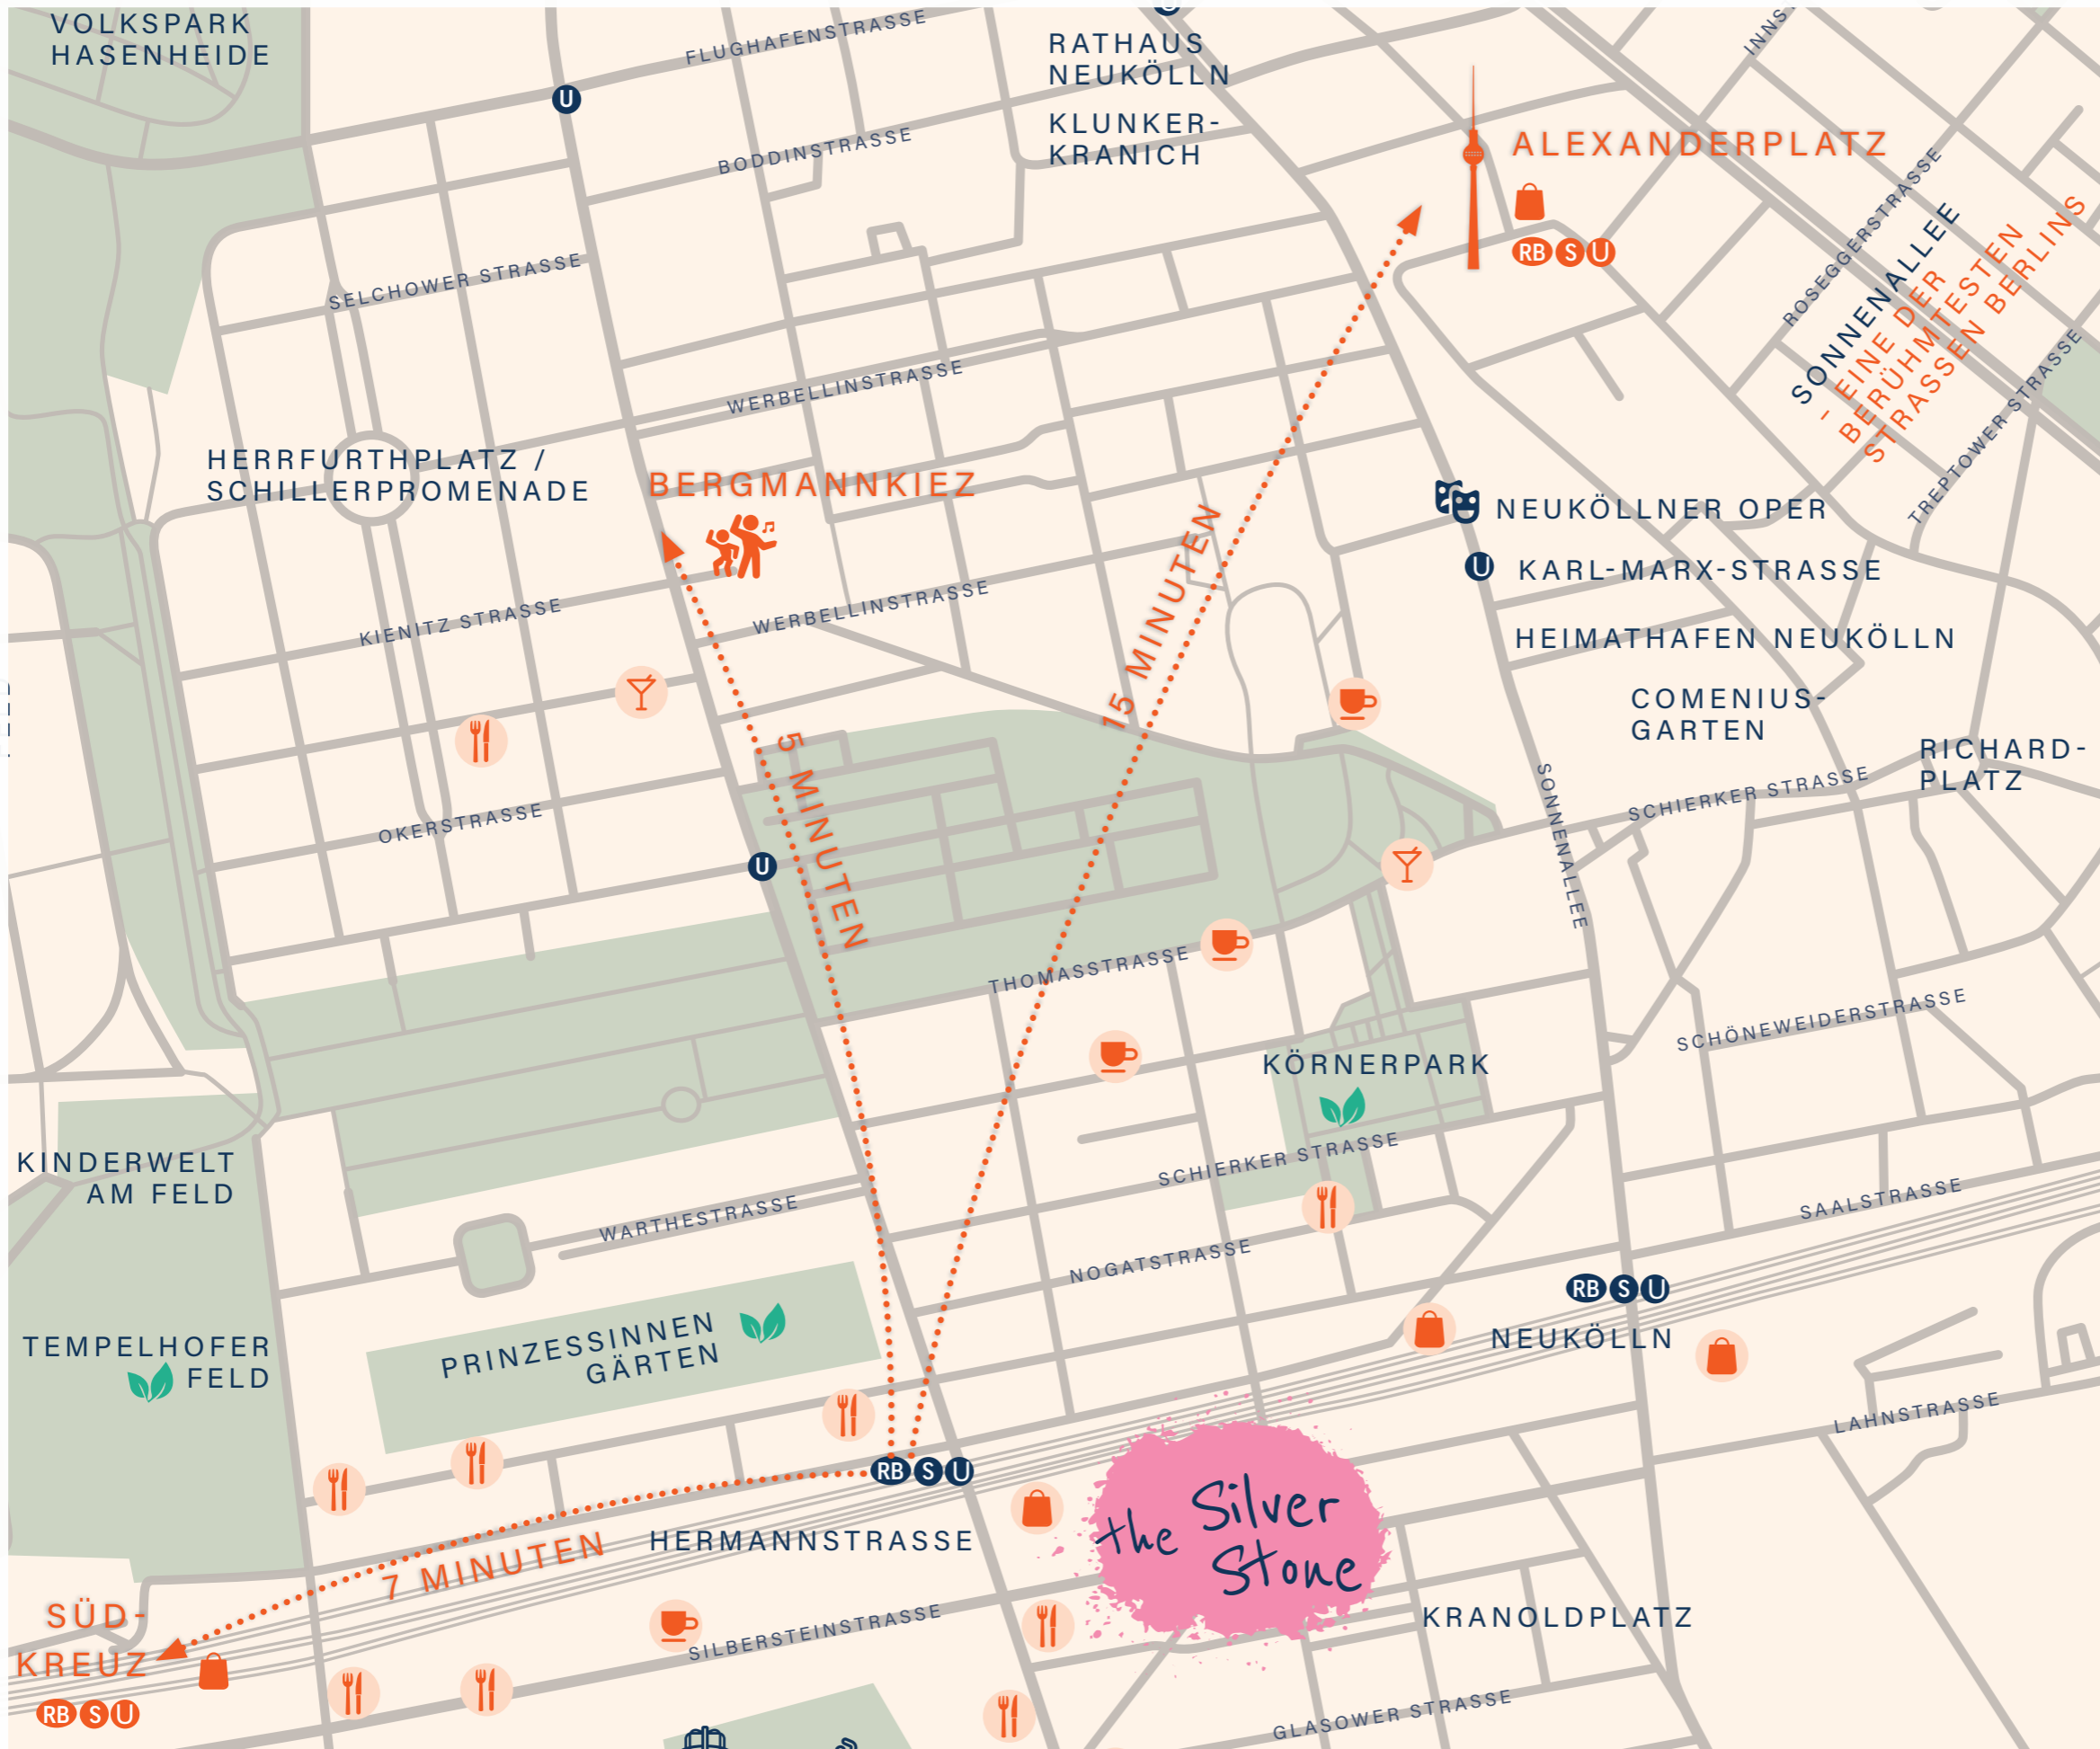 VOLKSPARK
HASENHEIDE
FLUGHAFENSTRASSE
RATHAUS
NEUKÖLLN
INNS
U
BODDINSTRASSE
KLUNKER-
KRANICH
ALEXANDERPLATZ
RB S U
ROSEGGERSTRASSE
SONNENALLEE
- EINE DER
BERÜHMTESTEN
STRASSEN BERLINS
TREPTOWER STRASSE
SELCHOWER STRASSE
WERBELLINSTRASSE
HERRFURTHPLATZ /
SCHILLERPROMENADE
BERGMANNKIEZ
15 MINUTEN
NEUKÖLLNER OPER
U KARL-MARX-STRASSE
KIENITZ STRASSE
WERBELLINSTRASSE
HEIMATHAFEN NEUKÖLLN
COMENIUS-
GARTEN
RICHARD-
PLATZ
5 MINUTEN
SONNENALLEE
SCHIERKER STRASSE
OKERSTRASSE
U
THOMASSTRASSE
SCHÖNEWEIDERSTRASSE
KÖRNERPARK
KINDERWELT
AM FELD
SCHIERKER STRASSE
WARTHESTRASSE
SAALSTRASSE
NOGATSTRASSE
RB S U
NEUKÖLLN
TEMPELHOFER
FELD
PRINZESSINNEN
GÄRTEN
LAHNSTRASSE
RB S U
HERMANNSTRASSE
the Silver
Stone
7 MINUTEN
SÜD-
KREUZ
RB S U
SILBERSTEINSTRASSE
KRANOLDPLATZ
GLASOWER STRASSE